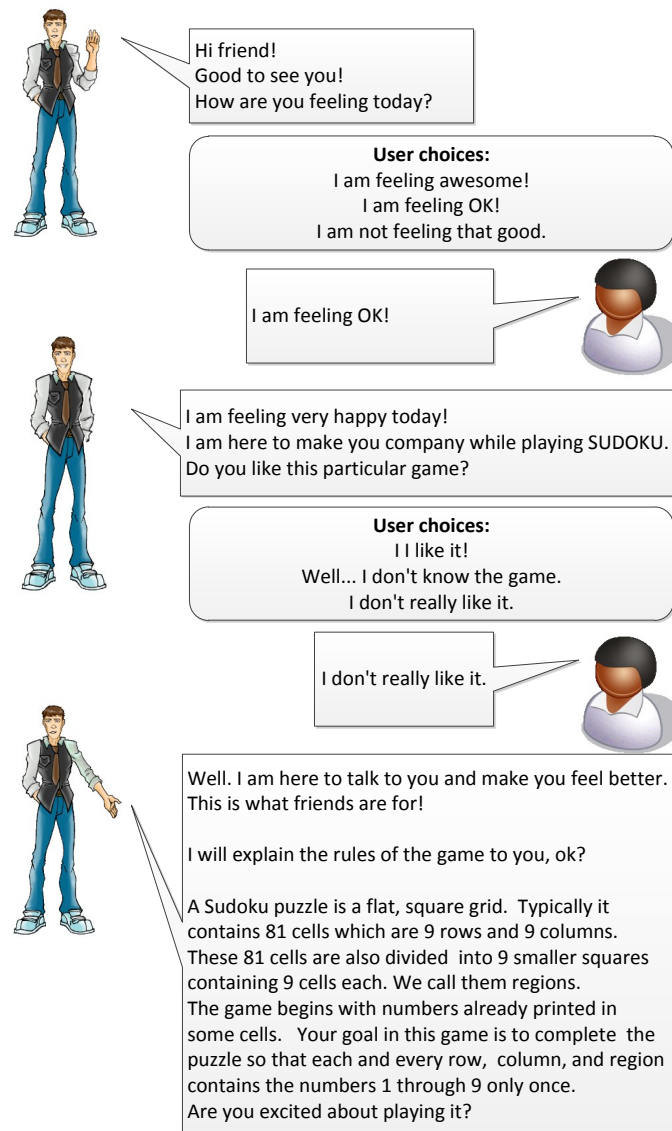 Hi friend!
Good to see you!
How are you feeling today?
User choices:
I am feeling awesome!
I am feeling OK!
I am not feeling that good.
I am feeling OK!
I am feeling very happy today!
I am here to make you company while playing SUDOKU.
Do you like this particular game?
User choices:
I I like it!
Well... I don't know the game.
I don't really like it.
I don't really like it.
Well. I am here to talk to you and make you feel better.
This is what friends are for!
I will explain the rules of the game to you, ok?
A Sudoku puzzle is a flat, square grid. Typically it
contains 81 cells which are 9 rows and 9 columns.
These 81 cells are also divided into 9 smaller squares
containing 9 cells each. We call them regions.
The game begins with numbers already printed in
some cells. Your goal in this game is to complete the
puzzle so that each and every row, column, and region
contains the numbers 1 through 9 only once.
Are you excited about playing it?